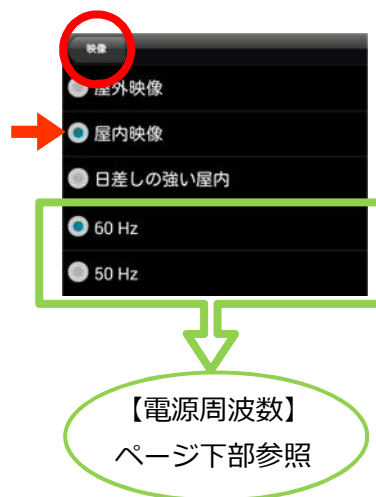 映像
屋外映像
屋内映像
日差しの強い屋内
60 Hz
50 Hz
【電源周波数】
ページ下部参照